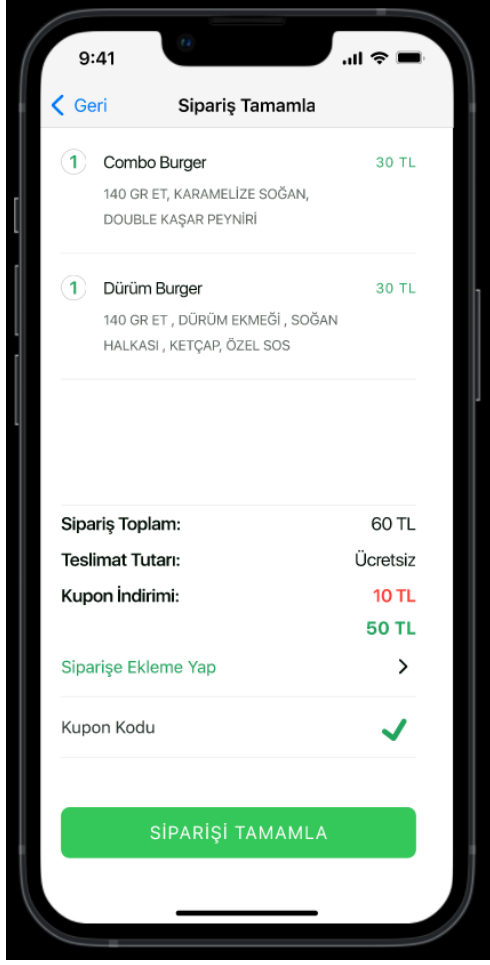 9:41
Geri
Sipariş Tamamla
1 Combo Burger 30 TL
140 GR ET, KARAMELİZE SOĞAN,
DOUBLE KAŞAR PEYNİRİ
1 Dürüm Burger 30 TL
140 GR ET , DÜRÜM EKMEĞİ , SOĞAN
HALKASI , KETÇAP, ÖZEL SOS
Sipariş Toplam: 60 TL
Teslimat Tutarı: Ücretsiz
Kupon İndirimi: 10 TL
50 TL
Siparişe Ekleme Yap
Kupon Kodu
SİPARİŞİ TAMAMLA